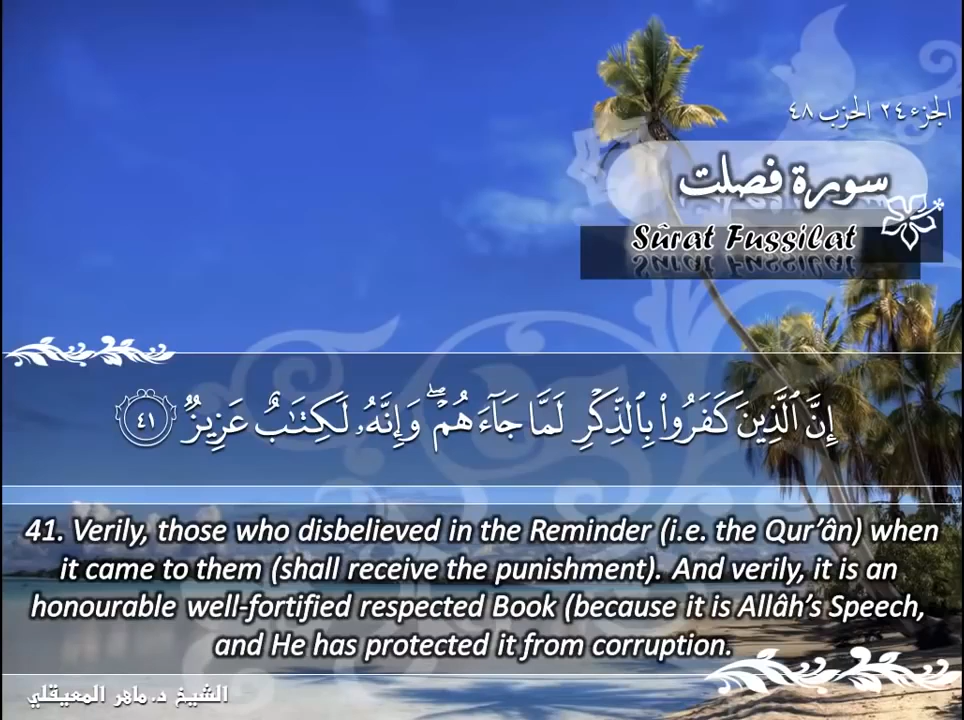 الجزء ٢٤ الحزب ٤٨
سورة فصلت
Sûrat Fussilat
إِنَّ ٱلَّذِينَ كَفَرُوا۟ بِٱلذِّكْرِ لَمَّا جَآءَهُمْ ۖ وَإِنَّهُۥ لَكِتَـٰبٌ عَزِيزٌ ٤١
41. Verily, those who disbelieved in the Reminder (i.e. the Qur’ân) when
it came to them (shall receive the punishment). And verily, it is an
honourable well-fortified respected Book (because it is Allâh’s Speech,
and He has protected it from corruption.
الشيخ د. ماهر المعيقلي